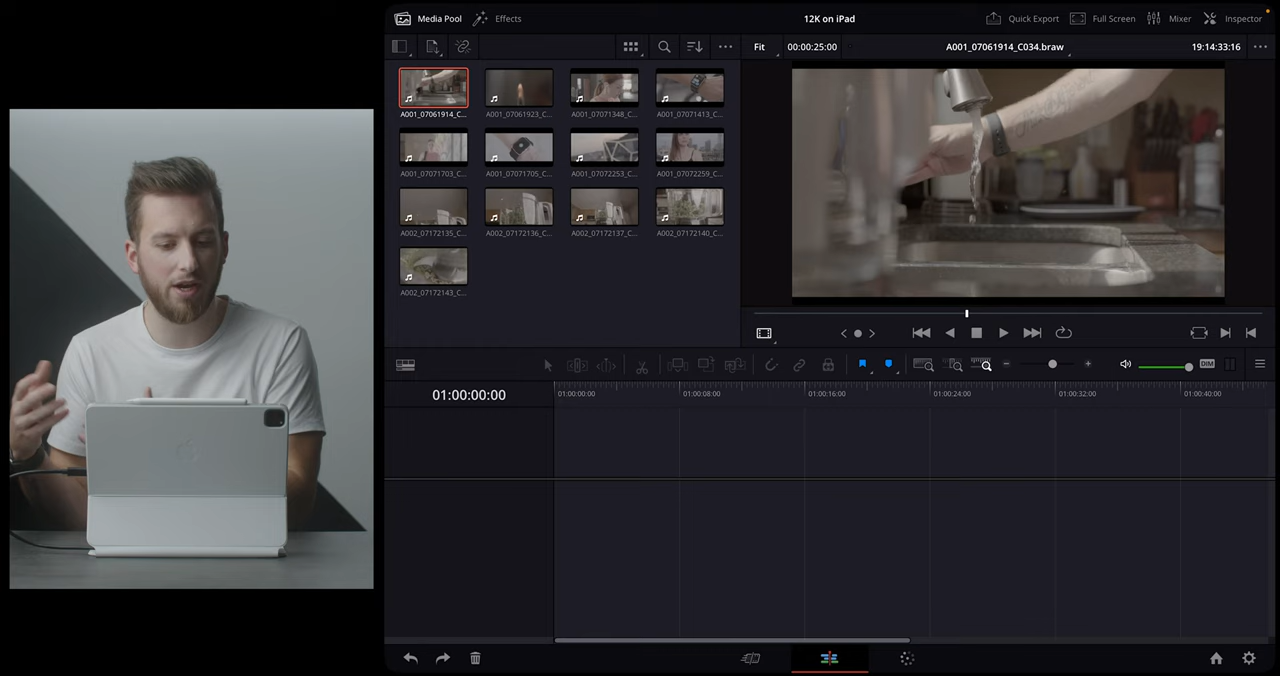 Media Pool Effects 12K on iPad Quick Export Full Screen Mixer Inspector
Fit 00:00:25:00 A001_07061914_C034.braw 19:14:33:16
A001_07061914_C... A001_07061923_C... A001_07071348_C... A001_07071413_C...
A001_07071703_C... A001_07071705_C... A001_07072253_C... A001_07072259_C...
A002_07172135_C... A002_07172136_C... A002_07172137_C... A002_07172140_C...
A002_07172143_C...
DIM
01:00:00:00 01:00:00:00 01:00:08:00 01:00:16:00 01:00:24:00 01:00:32:00 01:00:40:00